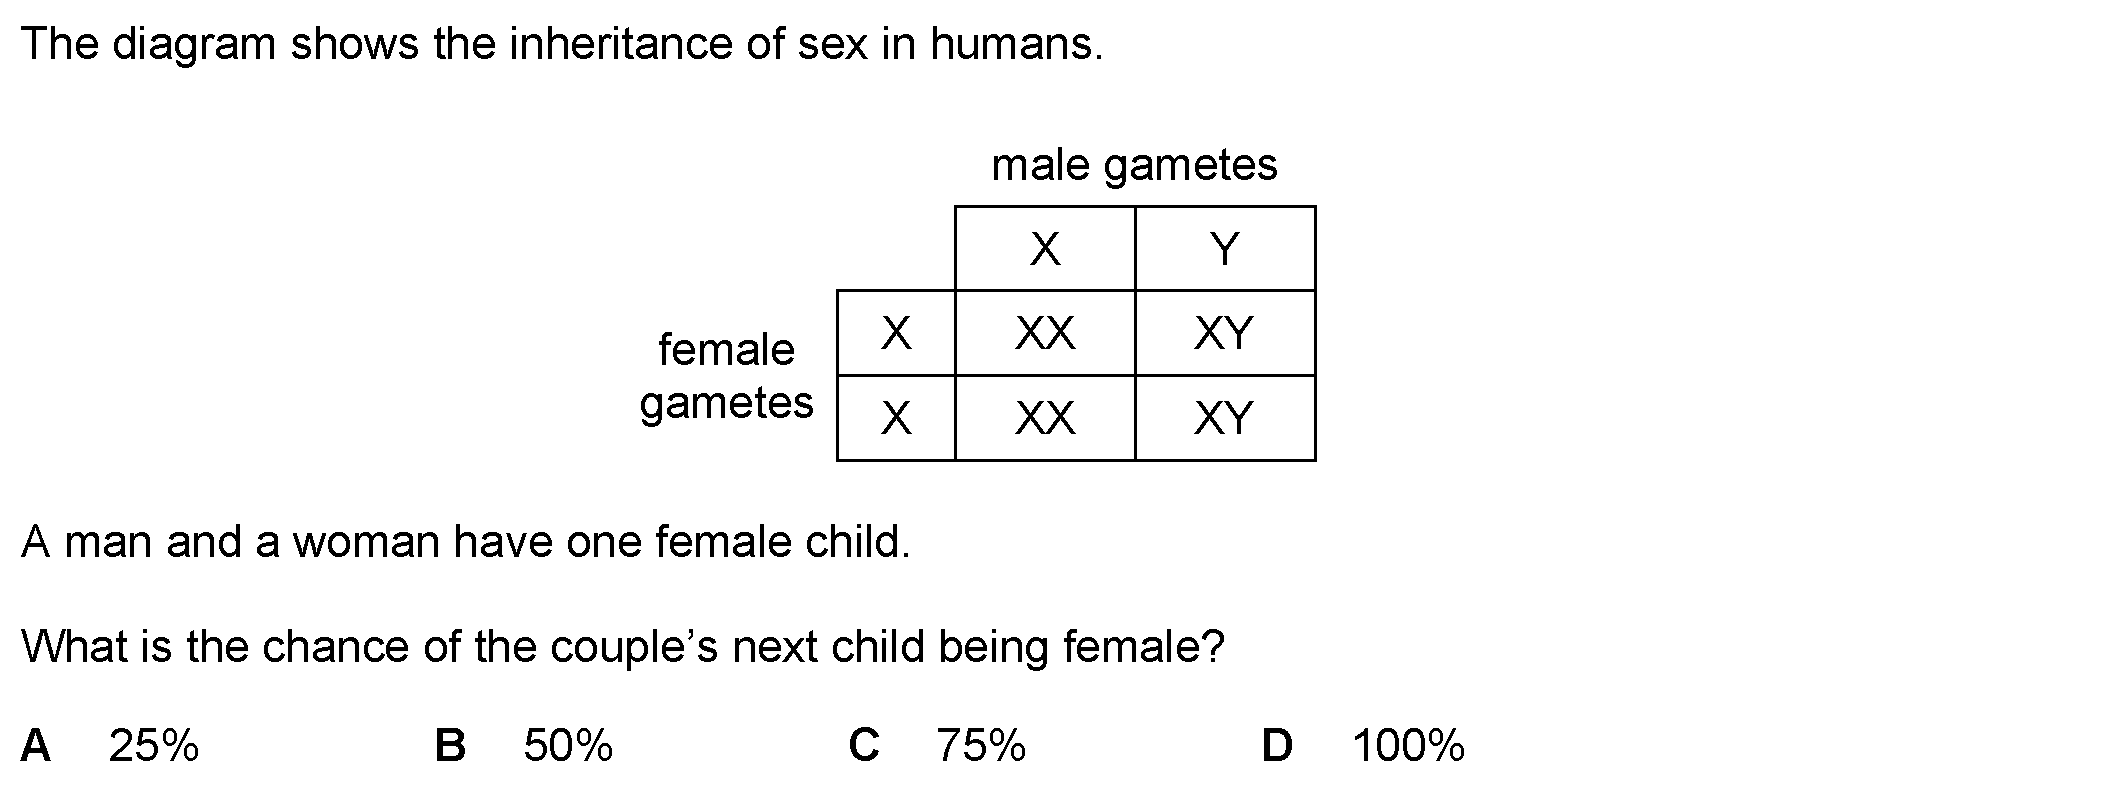 The diagram shows the inheritance of sex in humans.
male gametes
X Y
female
gametes
X XX XY
X XX XY
A man and a woman have one female child.
What is the chance of the couple’s next child being female?
A 25% B 50% C 75% D 100%